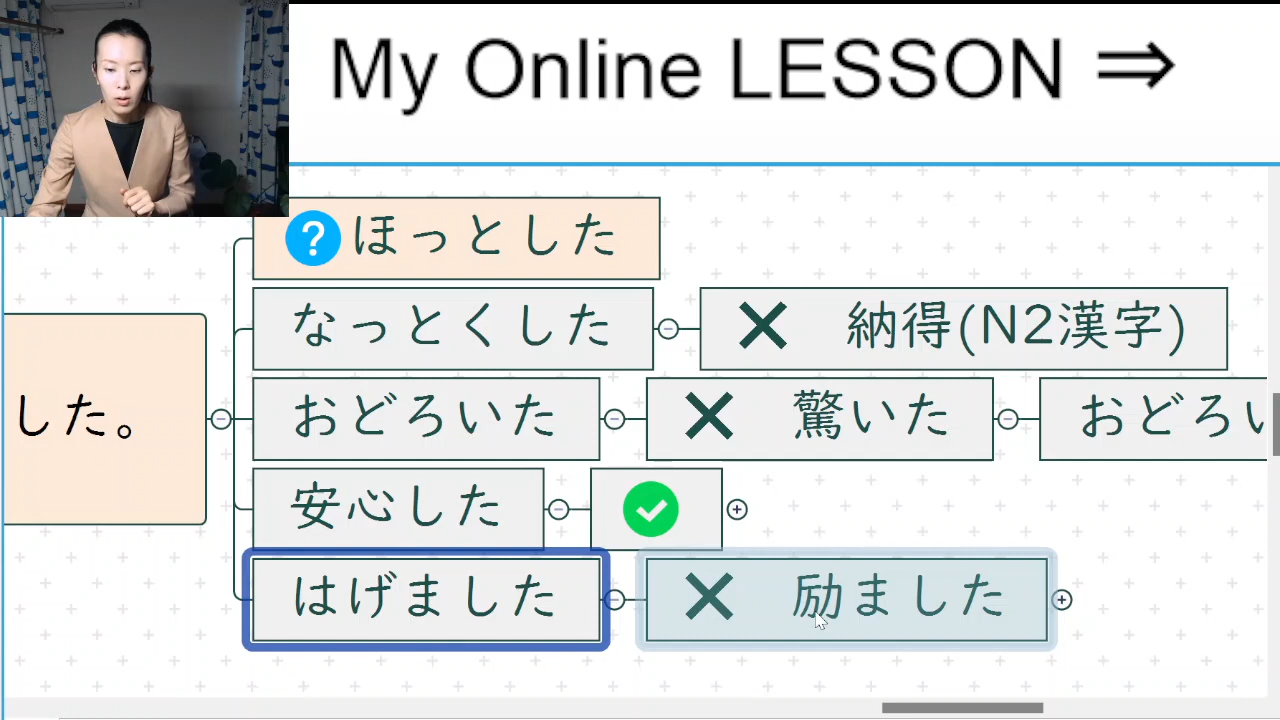 My Online LESSON ⇒
? ほっとした
なっとくした
✕ 納得(N2漢字)
した。
おどろいた
✕ 驚いた
おどろい
安心した
はげました
✕ 励ました